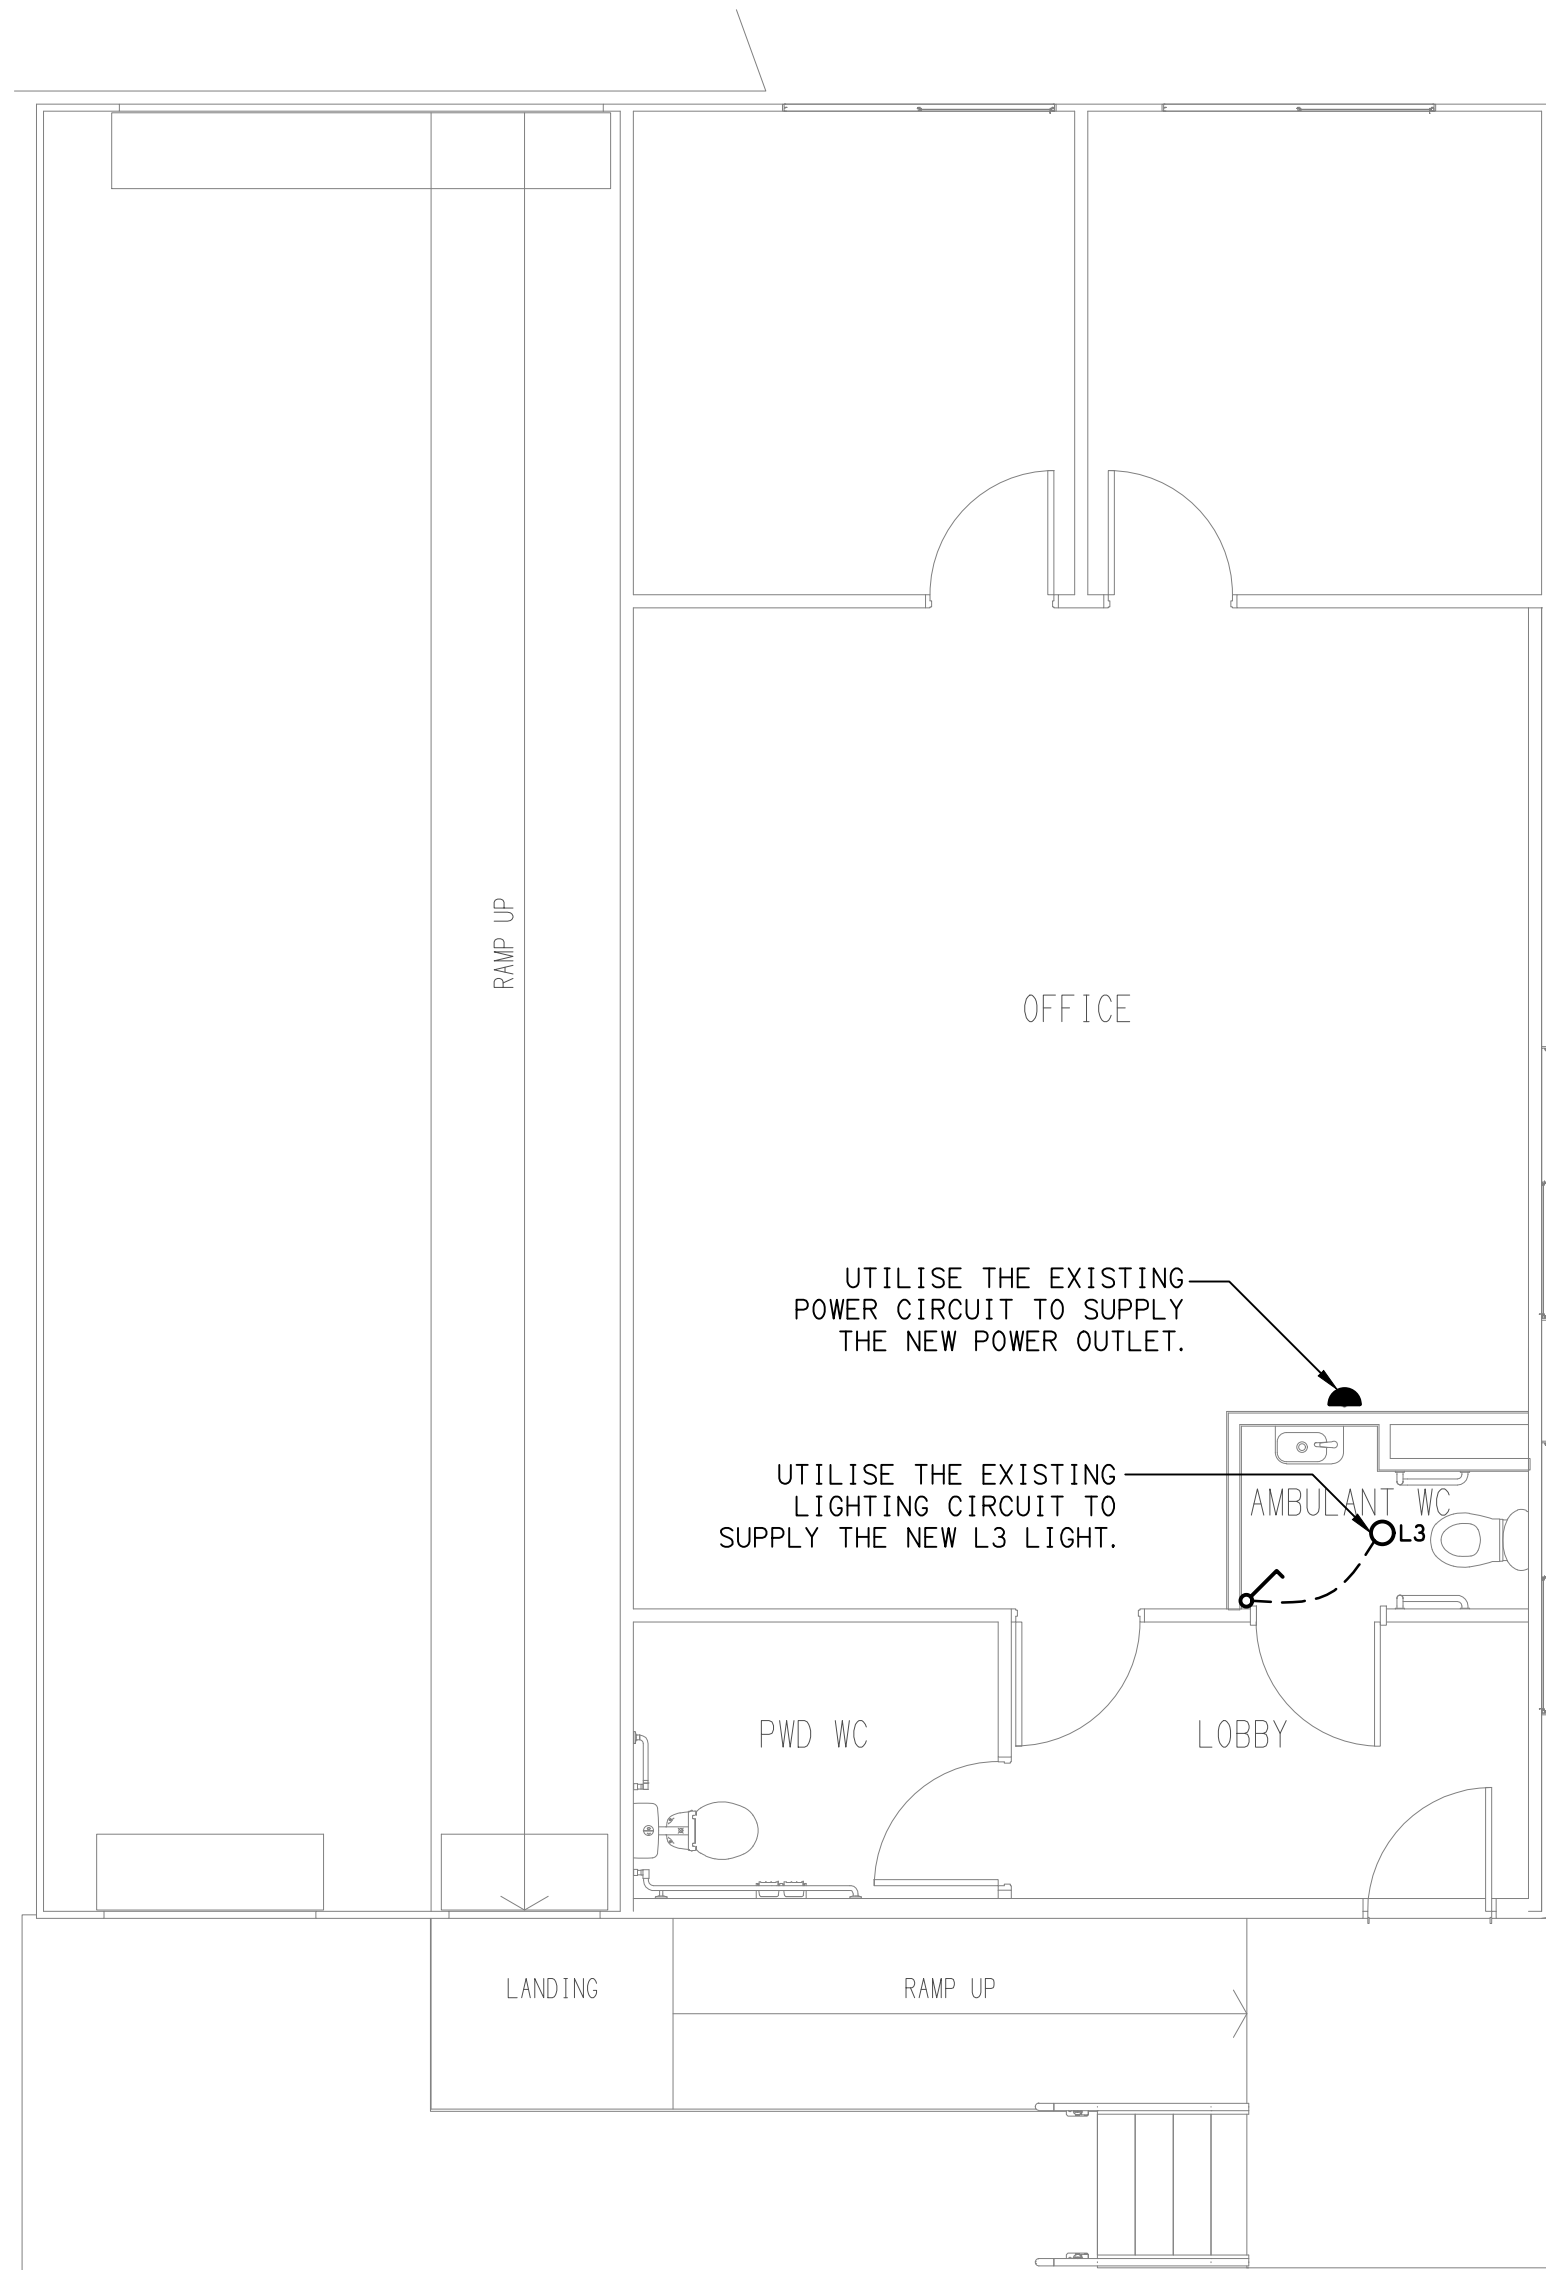 RAMP UP
OFFICE
UTILISE THE EXISTING
POWER CIRCUIT TO SUPPLY
THE NEW POWER OUTLET.
UTILISE THE EXISTING
LIGHTING CIRCUIT TO
SUPPLY THE NEW L3 LIGHT.
AMBULANT WC
L3
PWD WC
LOBBY
LANDING
RAMP UP